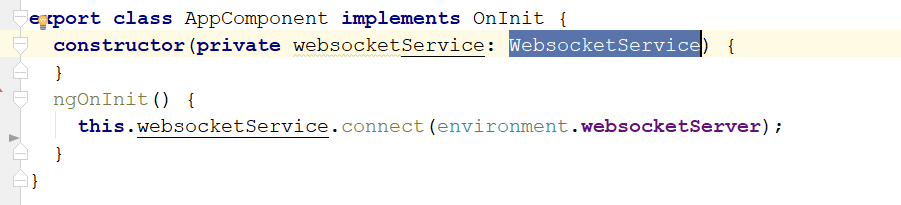 export class AppComponent implements OnInit {
constructor(private websocketService: WebsocketService) {
}
ngOnInit() {
this.websocketService.connect(environment.websocketServer);
}
}